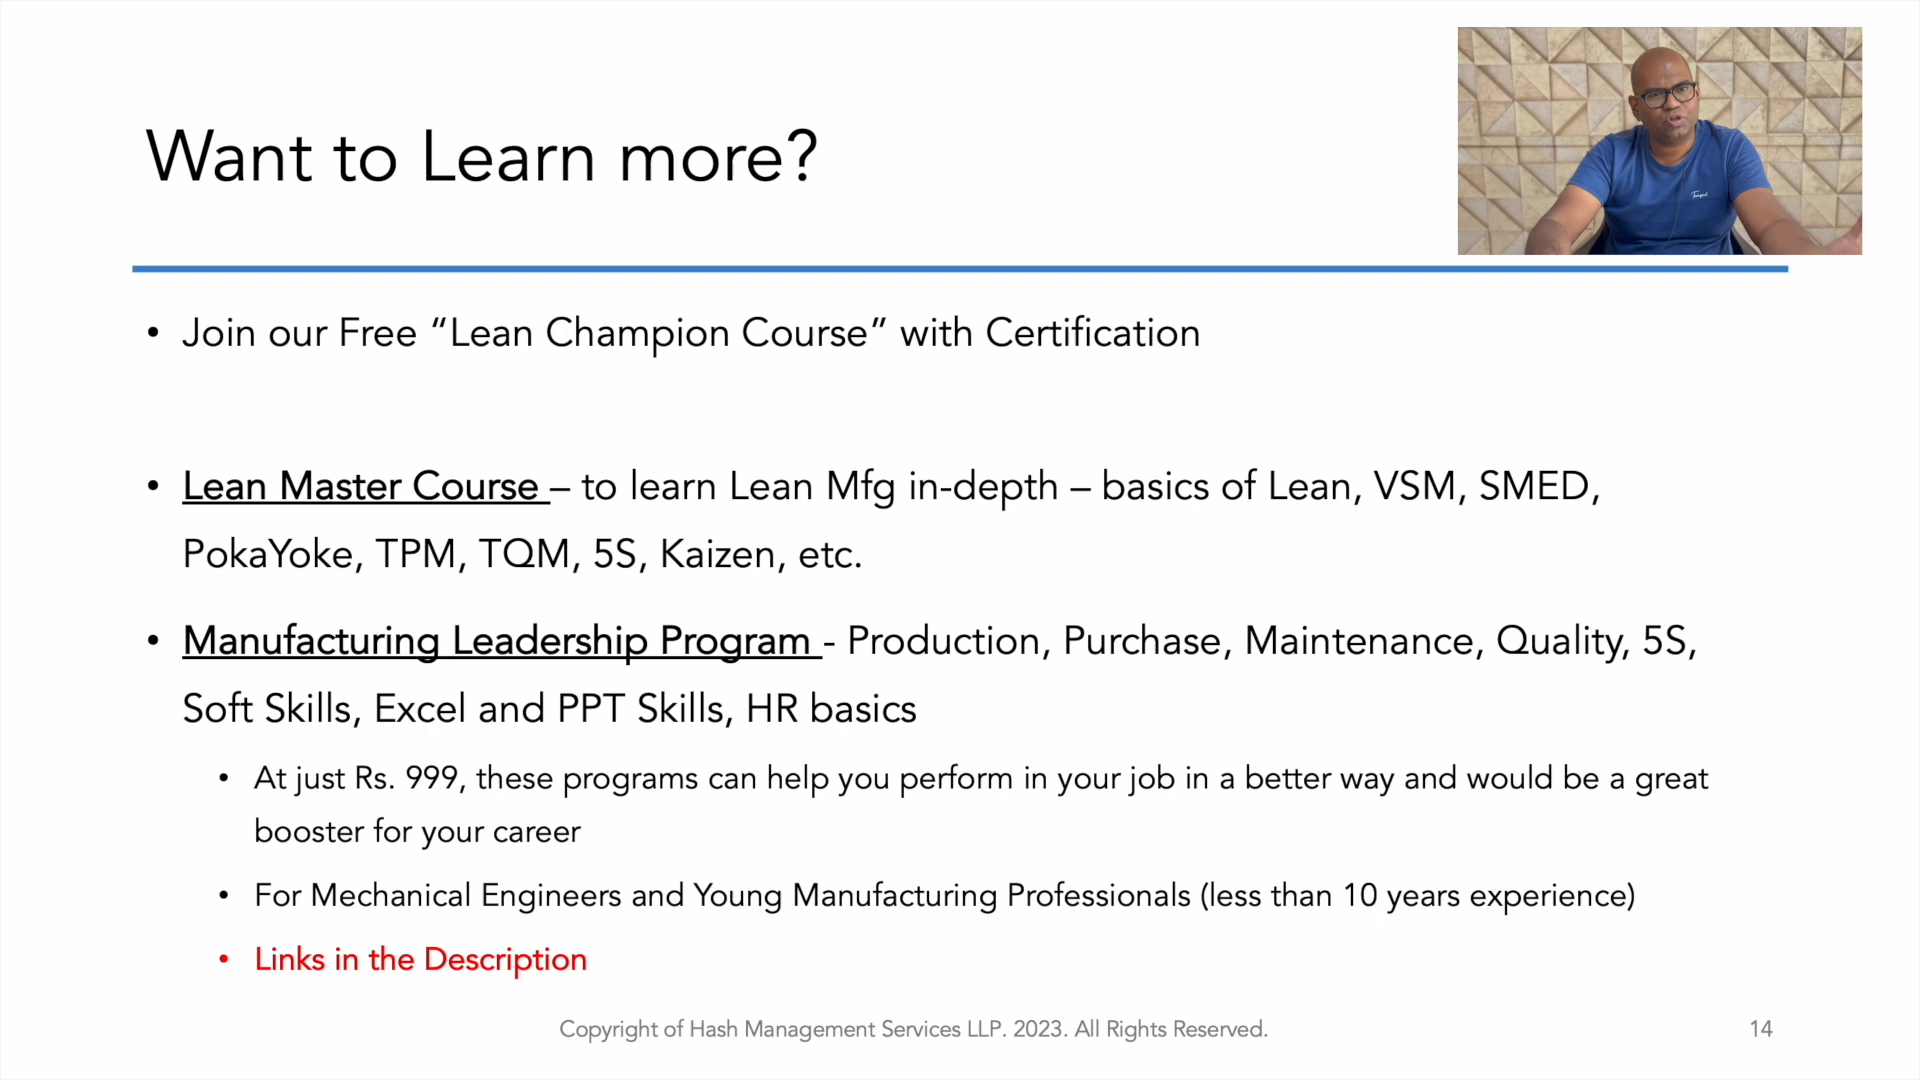 Want to Learn more?
• Join our Free “Lean Champion Course” with Certification
• Lean Master Course – to learn Lean Mfg in-depth – basics of Lean, VSM, SMED,
PokaYoke, TPM, TQM, 5S, Kaizen, etc.
• Manufacturing Leadership Program - Production, Purchase, Maintenance, Quality, 5S,
Soft Skills, Excel and PPT Skills, HR basics
• At just Rs. 999, these programs can help you perform in your job in a better way and would be a great
booster for your career
• For Mechanical Engineers and Young Manufacturing Professionals (less than 10 years experience)
• Links in the Description
Copyright of Hash Management Services LLP. 2023. All Rights Reserved.
14